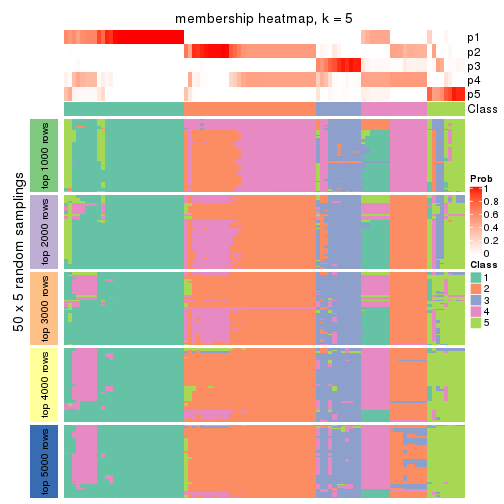 membership heatmap, k = 5
p1
p2
p3
p4
p5
Class
50 x 5 random samplings
top 1000 rows
top 2000 rows
top 3000 rows
top 4000 rows
top 5000 rows
Prob
1
0.8
0.6
0.4
0.2
0
Class
1
2
3
4
5